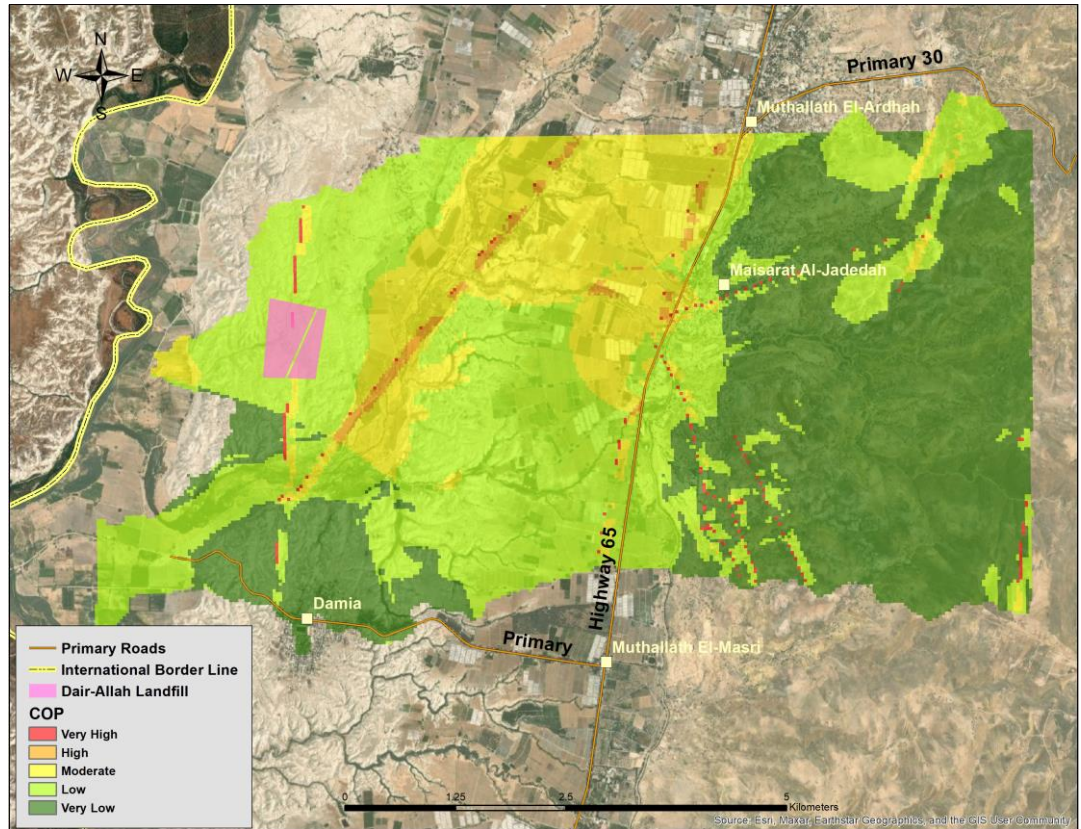 N
W E
S
Primary 30
Muthallath El-Ardhah
Maisarat Al-Jadedah
Highway 65
Damia
Primary
Muthallath El-Masri
Primary Roads
International Border Line
Dair-Allah Landfill
COP
Very High
High
Moderate
Low
Very Low
0 1.25 2.5 5
Kilometers
Source: Esri, Maxar, Earthstar Geographics, and the GIS User Community